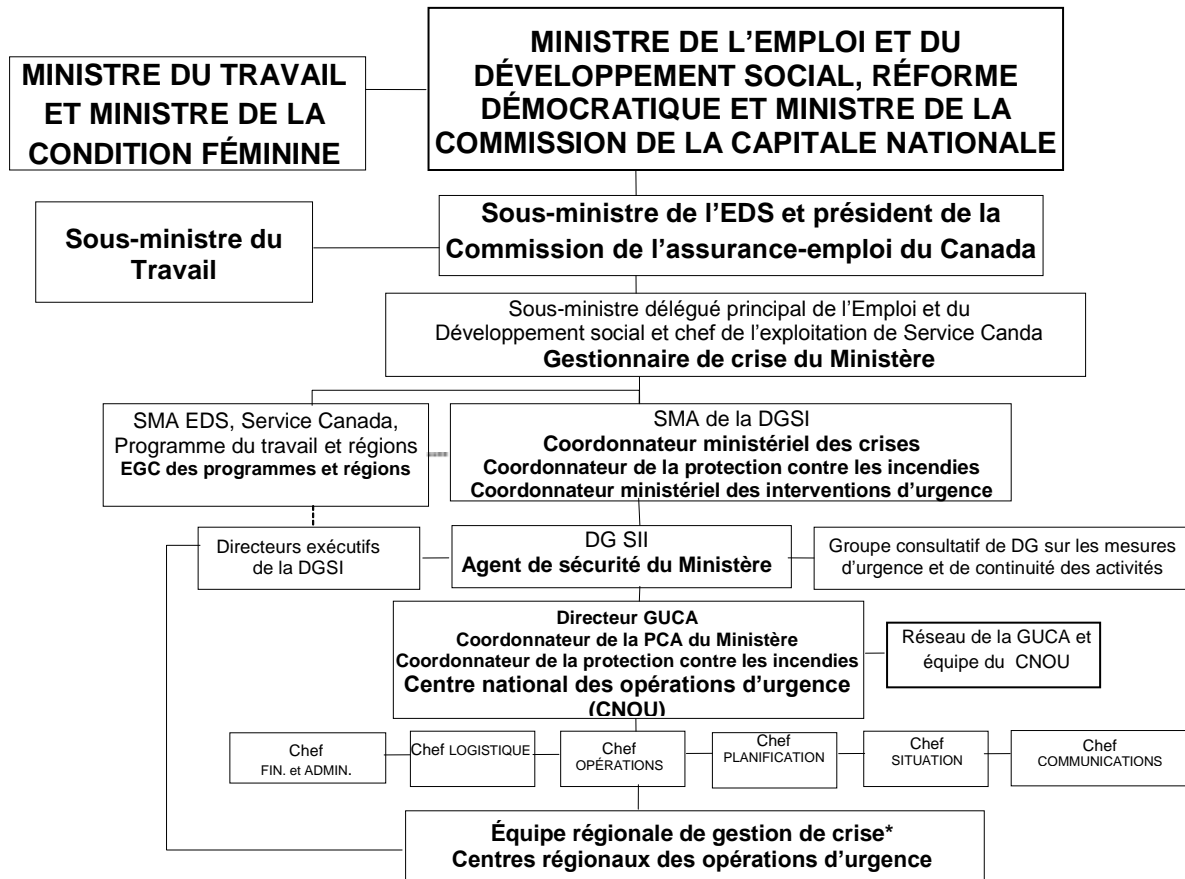 MINISTRE DU TRAVAIL
ET MINISTRE DE LA
CONDITION FÉMININE
MINISTRE DE L’EMPLOI ET DU
DÉVELOPPEMENT SOCIAL, RÉFORME
DÉMOCRATIQUE ET MINISTRE DE LA
COMMISSION DE LA CAPITALE NATIONALE
Sous-ministre du
Travail
Sous-ministre de l’EDS et président de la
Commission de l’assurance-emploi du Canada
Sous-ministre délégué principal de l’Emploi et du
Développement social et chef de l’exploitation de Service Canda
Gestionnaire de crise du Ministère
SMA EDS, Service Canada,
Programme du travail et régions
EGC des programmes et régions
SMA de la DGSI
Coordonnateur ministériel des crises
Coordonnateur de la protection contre les incendies
Coordonnateur ministériel des interventions d’urgence
Directeurs exécutifs
de la DGSI
DG SII
Agent de sécurité du Ministère
Groupe consultatif de DG sur les mesures
d’urgence et de continuité des activités
Directeur GUCA
Coordonnateur de la PCA du Ministère
Coordonnateur de la protection contre les incendies
Centre national des opérations d’urgence
(CNOU)
Réseau de la GUCA et
équipe du CNOU
Chef
FIN. et ADMIN.
Chef LOGISTIQUE
Chef
OPÉRATIONS
Chef
PLANIFICATION
Chef
SITUATION
Chef
COMMUNICATIONS
Équipe régionale de gestion de crise*
Centres régionaux des opérations d’urgence